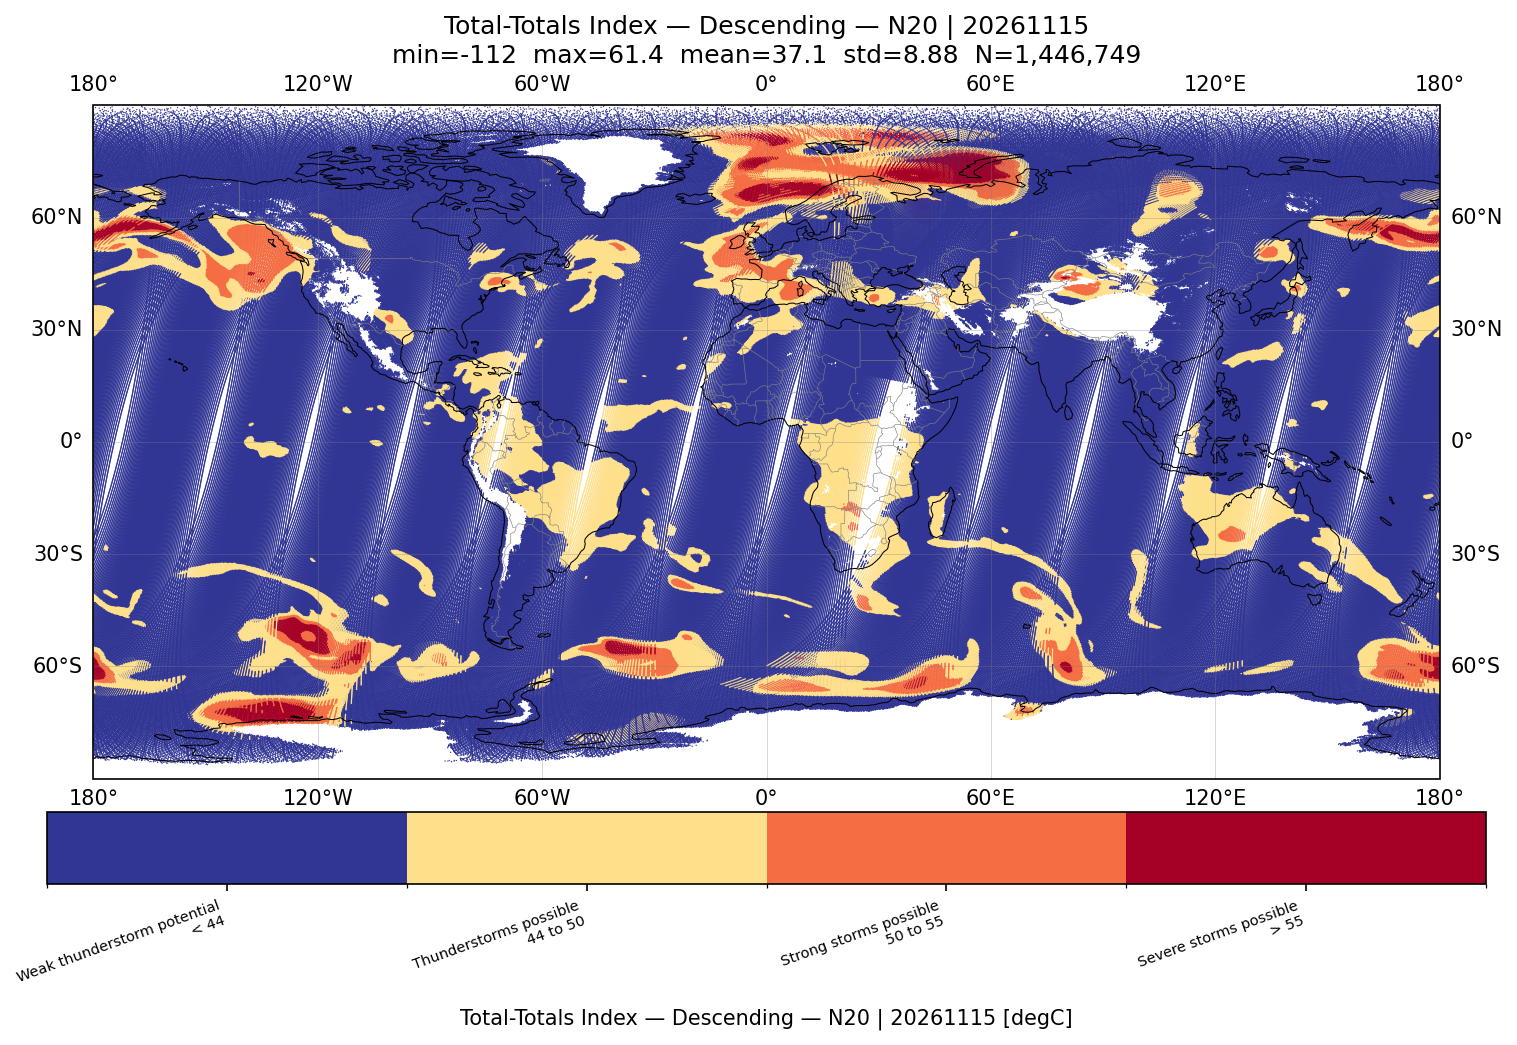 Total-Totals Index — Descending — N20 | 20261115
min=-112  max=61.4  mean=37.1  std=8.88  N=1,446,749
180° 120°W 60°W 0° 60°E 120°E 180°
60°N 60°N
30°N 30°N
0° 0°
30°S 30°S
60°S 60°S
180° 120°W 60°W 0° 60°E 120°E 180°
Weak thunderstorm potential
< 44
Thunderstorms possible
44 to 50
Strong storms possible
50 to 55
Severe storms possible
> 55
Total-Totals Index — Descending — N20 | 20261115 [degC]